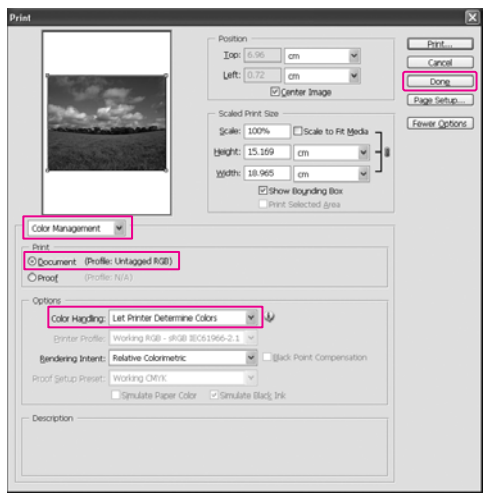 Print
Position
Top: 6.96 cm
Left: 0.72 cm
Center Image
Scaled Print Size
Scale: 100% Scale to Fit Media
Height: 15.169 cm
Width: 18.965 cm
Show Bounding Box
Print Selected Area
Print...
Cancel
Done
Page Setup...
Fewer Options
Color Management
Print
Document (Profile: Untagged RGB)
Proof (Profile: N/A)
Options
Color Handling: Let Printer Determine Colors
Printer Profile: Working RGB - sRGB IEC61966-2.1
Rendering Intent: Relative Colorimetric Black Point Compensation
Proof Setup Preset: Working CMYK
Simulate Paper Color Simulate Black Ink
Description